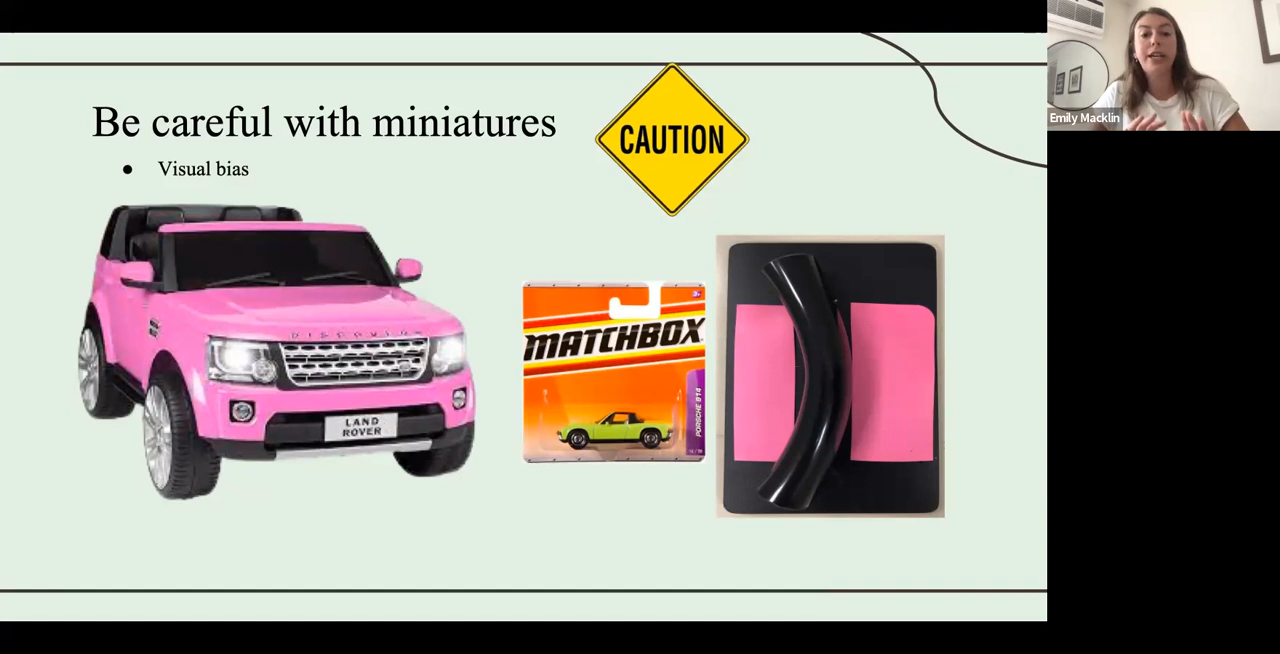 Be careful with miniatures
CAUTION
Emily Macklin
● Visual bias
DISCOVERY
LAND
ROVER
MATCHBOX
PORSCHE 914